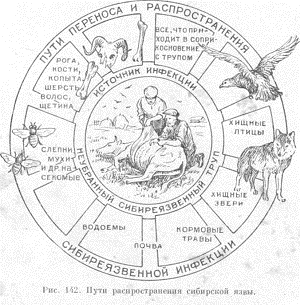 ПУТИ ПЕРЕНОСА И РАСПРОСТРАНЕНИЯ
СИБИРЕЯЗВЕННОЙ ИНФЕКЦИИ
ИСТОЧНИК ИНФЕКЦИИ
НЕУБРАННЫЙ СИБИРЕЯЗВЕННЫЙ ТРУП
РОГА,
КОСТИ,
КОПЫТА,
ШЕРСТЬ,
ВОЛОС,
ЩЕТИНА
ВСЕ, ЧТО ПРИ-
ХОДИТ В СОПРИ-
КОСНОВЕНИЕ
С ТРУПОМ
ХИЩНЫЕ
ПТИЦЫ
ХИЩНЫЕ
ЗВЕРИ
КОРМОВЫЕ
ТРАВЫ
ПОЧВА
ВОДОЕМЫ
СЛЕПНИ,
МУХИ
И ДР. НА-
СЕКОМЫЕ
Рис. 142. Пути распространения сибирской язвы.